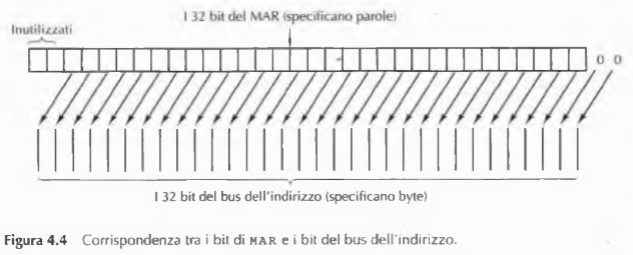 I 32 bit del MAR (specificano parole)
Inutilizzati
0 0
I 32 bit del bus dell'indirizzo (specificano byte)
Figura 4.4 Corrispondenza tra i bit di MAR e i bit del bus dell'indirizzo.